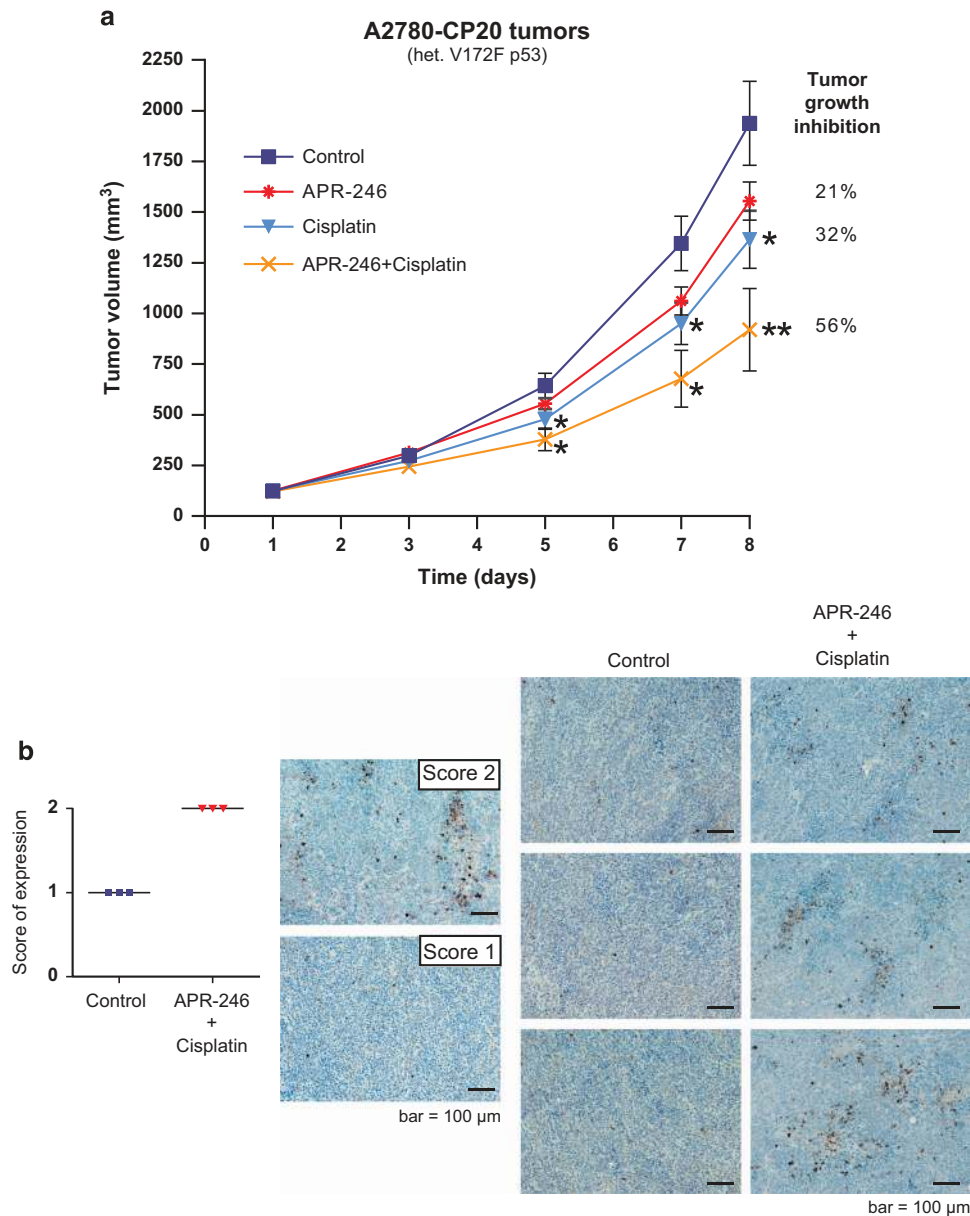 a
A2780-CP20 tumors
(het. V172F p53)
2250
2000
1750
1500
1250
1000
750
500
250
0
Tumor volume (mm³)
Control
APR-246
Cisplatin
APR-246+Cisplatin
Tumor
growth
inhibition
21%
32%
56%
*
*
**
*
*
*
0 1 2 3 4 5 6 7 8
Time (days)
b
Score of expression
2
1
0
Control
APR-246
+
Cisplatin
Score 2
Score 1
bar = 100 µm
Control
APR-246
+
Cisplatin
bar = 100 µm